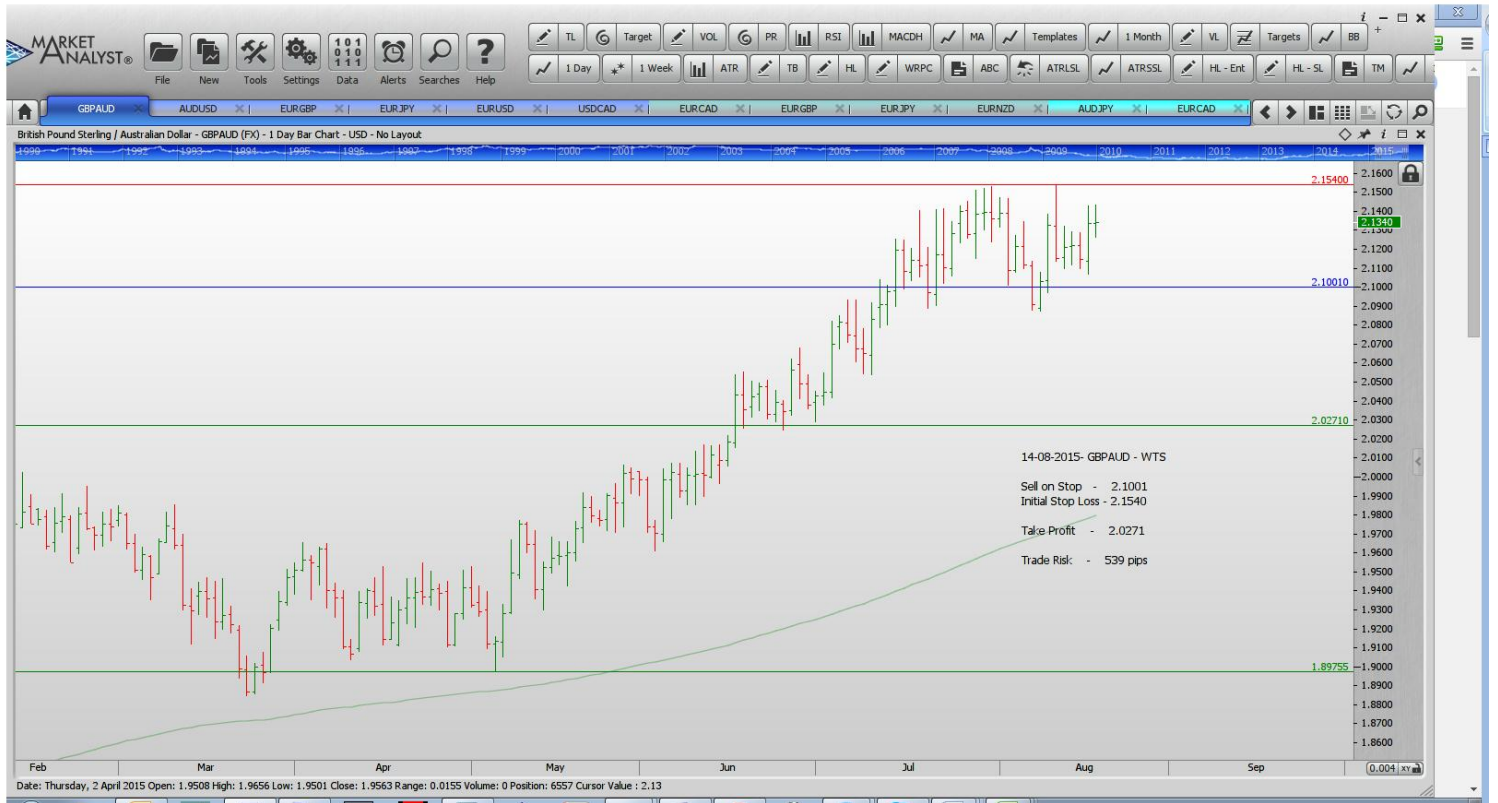 i
MARKET ANALYST®
File New Tools Settings Data Alerts Searches Help
101
010
111
TL Target VOL PR RSI MACDH MA Templates 1 Month VL Targets BB
1 Day 1 Week ATR TB HL WRPC ABC ATRLSL ATRSSL HL - Ent HL - SL TM
GBPAUD AUDUSD EURGBP EURJPY EURUSD USDCAD EURCAD EURGBP EURJPY EURNZD AUDJPY EURCAD
British Pound Sterling / Australian Dollar - GBPAUD (FX) - 1 Day Bar Chart - USD - No Layout
1990 1991 1992 1993 1994 1995 1996 1997 1998 1999 2000 2001 2002 2003 2004 2005 2006 2007 2008 2009 2010 2011 2012 2013 2014 2015
2.1600
2.15400
2.1500
2.1400
2.1340
2.1300
2.1200
2.1100
2.10010
2.1000
2.0900
2.0800
2.0700
2.0600
2.0500
2.0400
2.02710
2.0300
2.0200
2.0100
2.0000
1.9900
1.9800
1.9700
1.9600
1.9500
1.9400
1.9300
1.9200
1.9100
1.89755
1.9000
1.8900
1.8800
1.8700
1.8600
14-08-2015- GBPAUD - WTS
Sell on Stop - 2.1001
Initial Stop Loss - 2.1540
Take Profit - 2.0271
Trade Risk - 539 pips
Feb Mar Apr May Jun Jul Aug Sep
0.004 XY
Date: Thursday, 2 April 2015 Open: 1.9508 High: 1.9656 Low: 1.9501 Close: 1.9563 Range: 0.0155 Volume: 0 Position: 6557 Cursor Value : 2.13